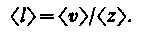 ⟨l⟩ = ⟨v⟩/⟨z⟩.